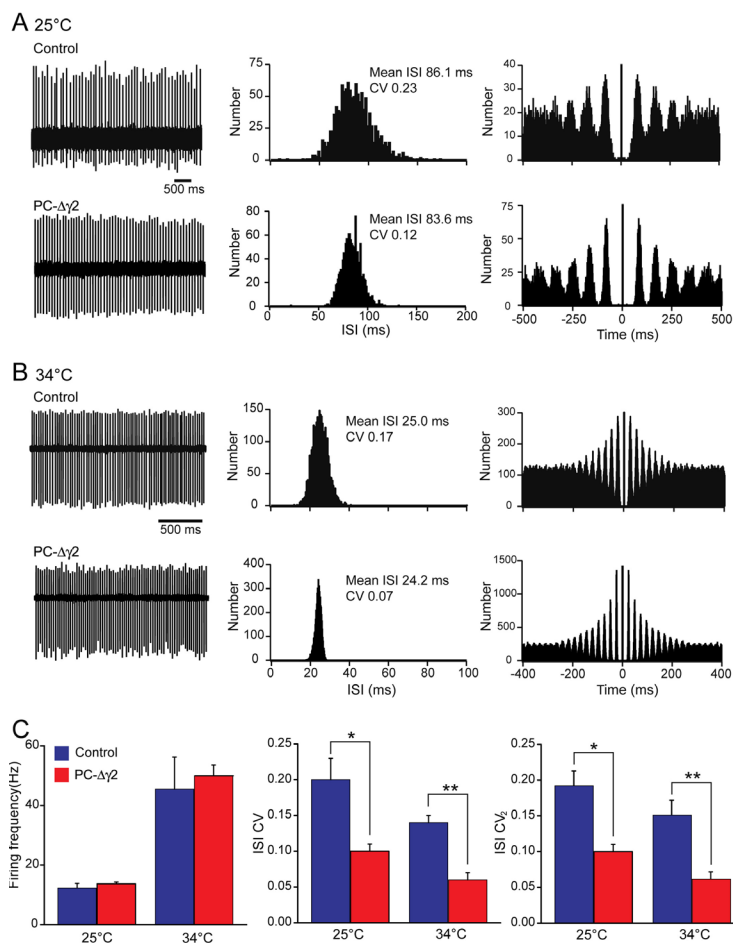 A 25°C
Control
500 ms
Number
75
50
25
0
Mean ISI 86.1 ms
CV 0.23
Number
40
30
20
10
0
PC-Δγ2
Number
80
60
40
20
0
Mean ISI 83.6 ms
CV 0.12
0 50 100 150 200
ISI (ms)
Number
75
50
25
0
-500 -250 0 250 500
Time (ms)
B 34°C
Control
500 ms
Number
150
100
50
0
Mean ISI 25.0 ms
CV 0.17
Number
300
200
100
0
PC-Δγ2
Number
400
300
200
100
0
Mean ISI 24.2 ms
CV 0.07
0 20 40 60 80 100
ISI (ms)
Number
1500
1000
500
0
-400 -200 0 200 400
Time (ms)
C
Firing frequency(Hz)
60
40
20
0
Control
PC-Δγ2
25°C 34°C
ISI CV
0.25
0.20
0.15
0.10
0.05
0.00
*
**
25°C 34°C
ISI CV2
0.25
0.20
0.15
0.10
0.05
0.00
*
**
25°C 34°C